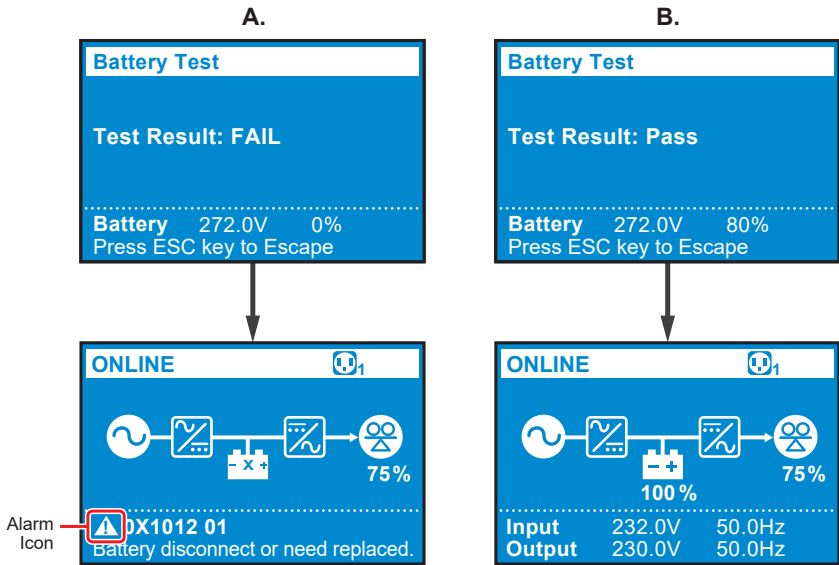 A.
Battery Test
Test Result: FAIL
Battery 272.0V 0%
Press ESC key to Escape
ONLINE 1
- x +
75%
0X1012 01
Battery disconnect or need replaced.
Alarm
Icon
B.
Battery Test
Test Result: Pass
Battery 272.0V 80%
Press ESC key to Escape
ONLINE 1
- +
75%
100%
Input 232.0V 50.0Hz
Output 230.0V 50.0Hz